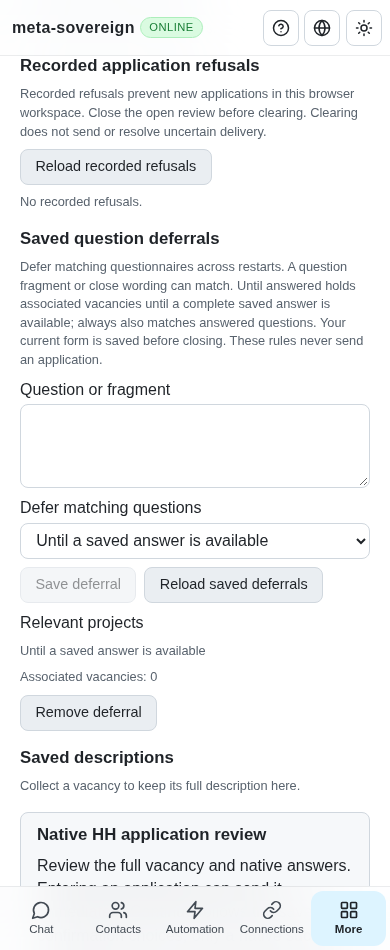 meta-sovereign ONLINE
Recorded application refusals
Recorded refusals prevent new applications in this browser
workspace. Close the open review before clearing. Clearing
does not send or resolve uncertain delivery.
Reload recorded refusals
No recorded refusals.
Saved question deferrals
Defer matching questionnaires across restarts. A question
fragment or close wording can match. Until answered holds
associated vacancies until a complete saved answer is
available; always also matches answered questions. Your
current form is saved before closing. These rules never send
an application.
Question or fragment
Defer matching questions
Until a saved answer is available
Save deferral Reload saved deferrals
Relevant projects
Until a saved answer is available
Associated vacancies: 0
Remove deferral
Saved descriptions
Collect a vacancy to keep its full description here.
Native HH application review
Review the full vacancy and native answers.
Entering an application can send it
Chat Contacts Automation Connections More